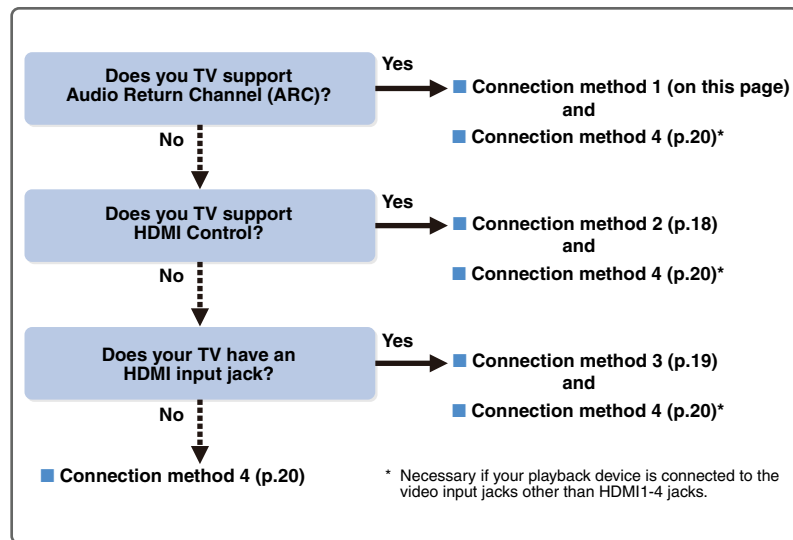 Does you TV support
Audio Return Channel (ARC)?
Yes
■ Connection method 1 (on this page)
and
■ Connection method 4 (p.20)*
No
Does you TV support
HDMI Control?
Yes
■ Connection method 2 (p.18)
and
■ Connection method 4 (p.20)*
No
Does your TV have an
HDMI input jack?
Yes
■ Connection method 3 (p.19)
and
■ Connection method 4 (p.20)*
No
■ Connection method 4 (p.20)
* Necessary if your playback device is connected to the
video input jacks other than HDMI1-4 jacks.